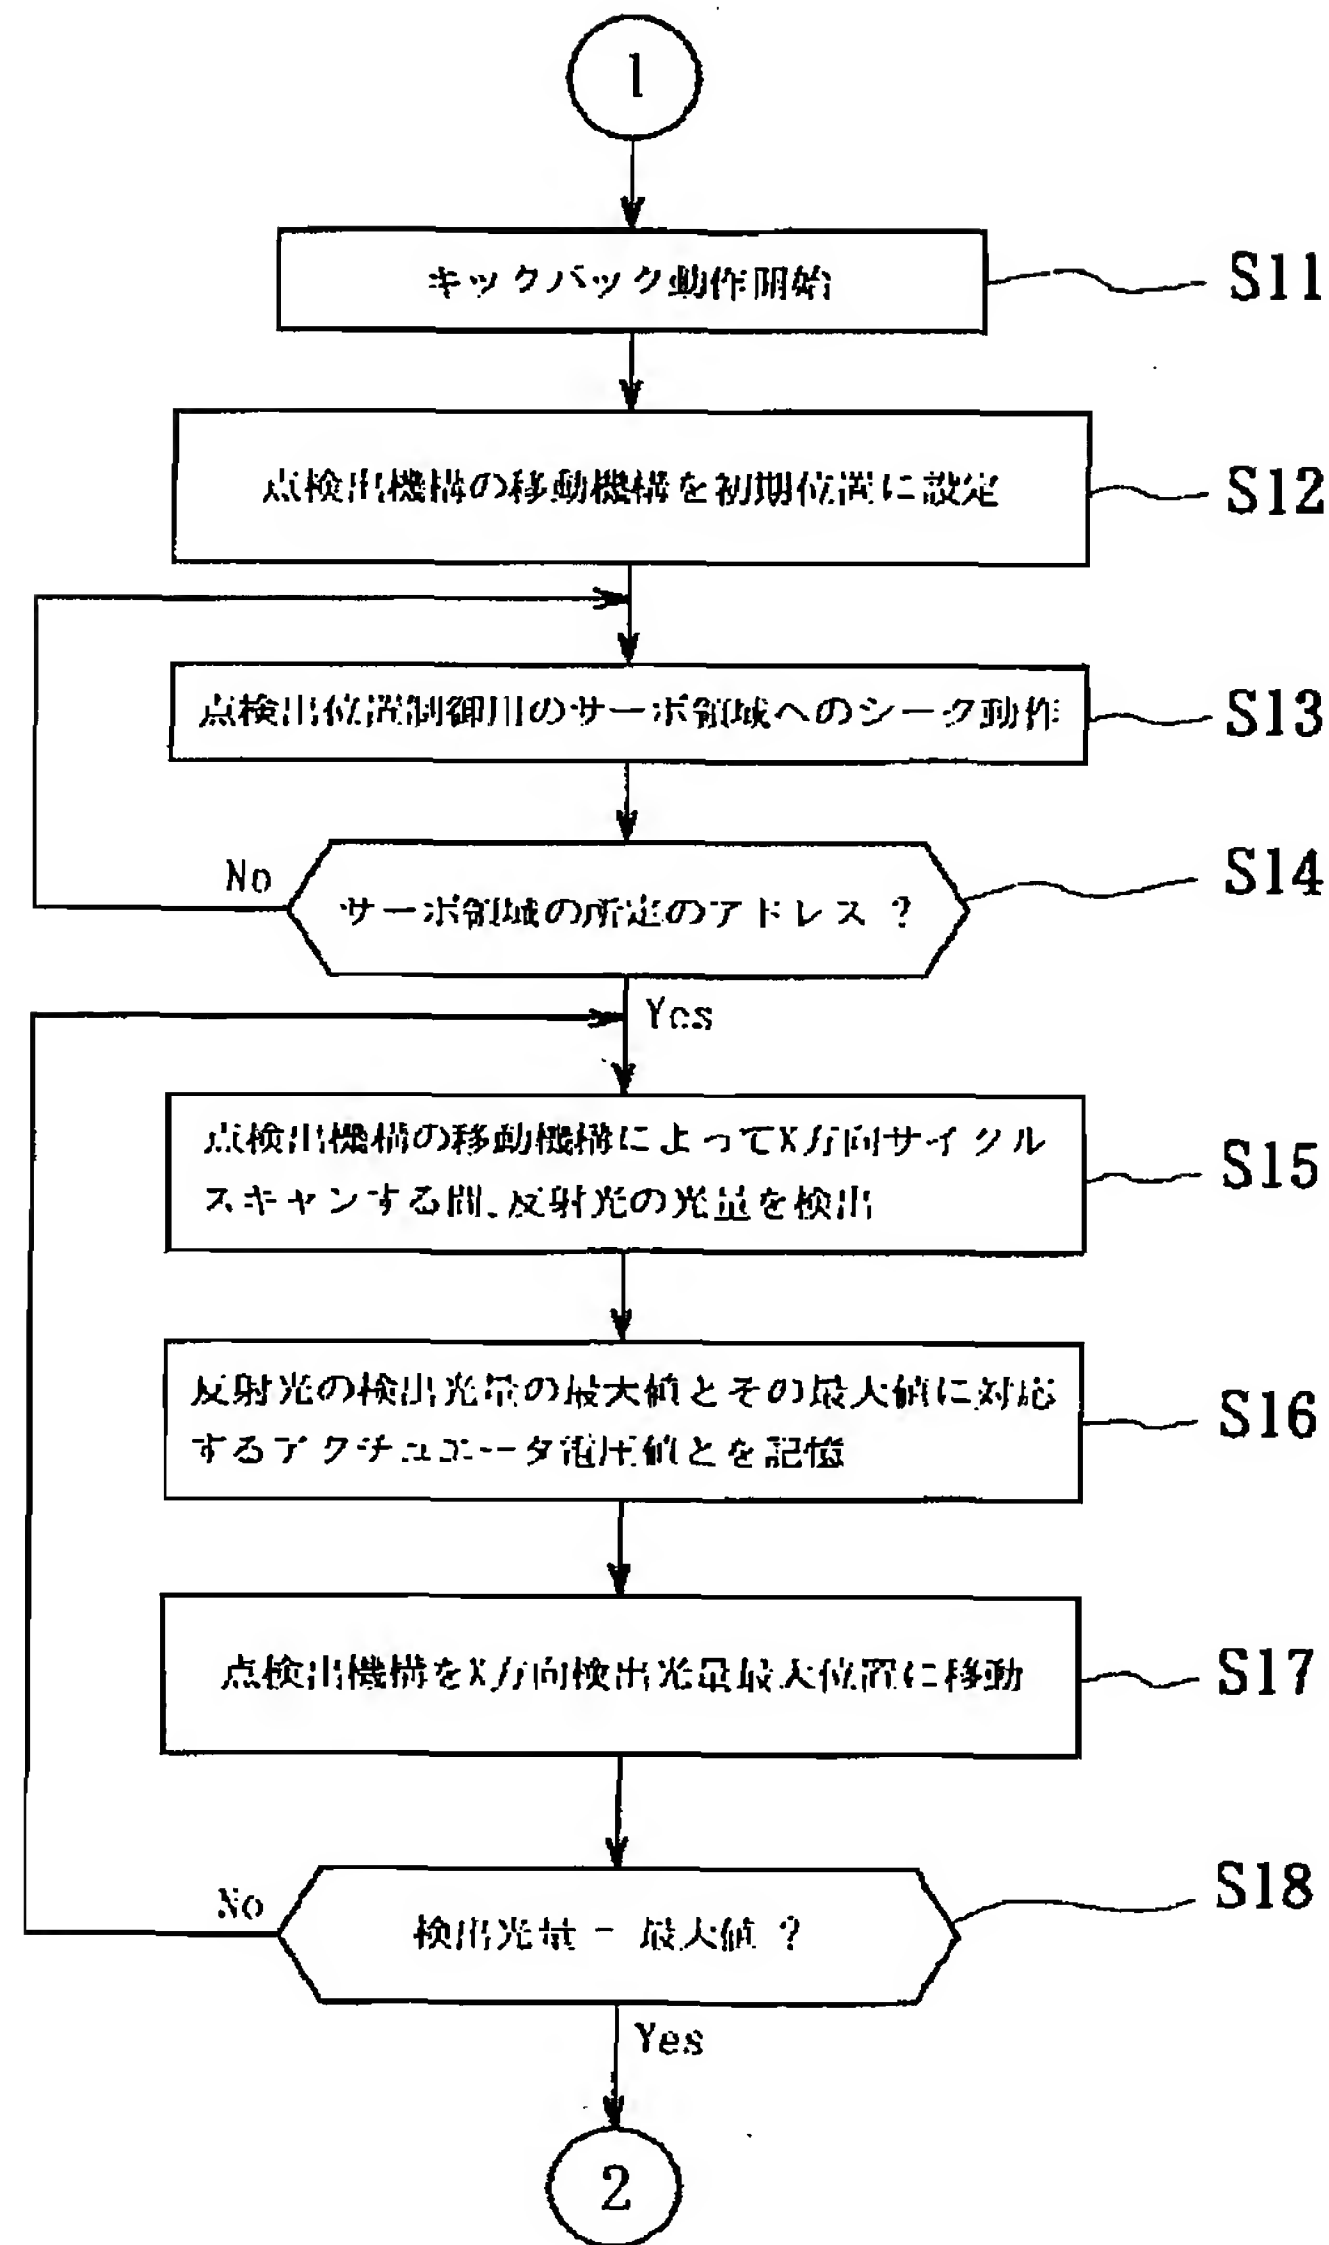 1
キックバック動作開始
S11
点検出機構の移動機構を初期位置に設定
S12
点検出位置制御用のサーボ領域へのシーク動作
S13
No
サーボ領域の所定のアドレス ?
S14
Yes
点検出機構の移動機構によってX方向サイクル
スキャンする間、反射光の光量を検出
S15
反射光の検出光量の最大値とその最大値に対応
するアクチュエータ電圧値とを記憶
S16
点検出機構をX方向検出光量最大位置に移動
S17
No
検出光量 = 最大値 ?
S18
Yes
2